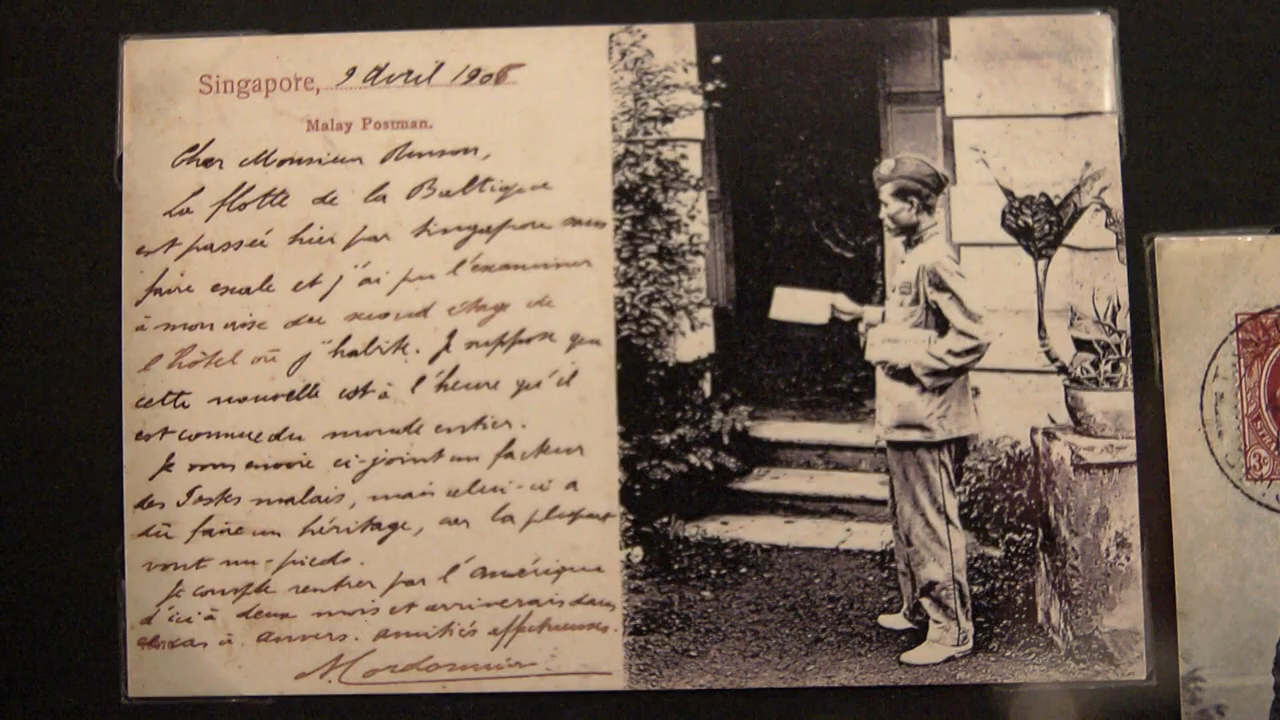 Singapore, 9 Avril 1905
Malay Postman.
Cher Monsieur
La flotte de la Baltique
est passée hier par Singapore sans
faire escale et j'ai pu l'examiner
à mon aise du second étage de
l'hôtel où j'habite. Je suppose que
cette nouvelle est à l'heure qu'il
est connue du monde entier.
Je vous envoie ci-joint un facteur
des Postes malais, mais celui-ci a
dû faire un héritage, car la plupart
vont nu-pieds.
Je compte rentrer par l'Amérique
d'ici à deux mois et arriverais dans
à Anvers. Amitiés affectueuses.